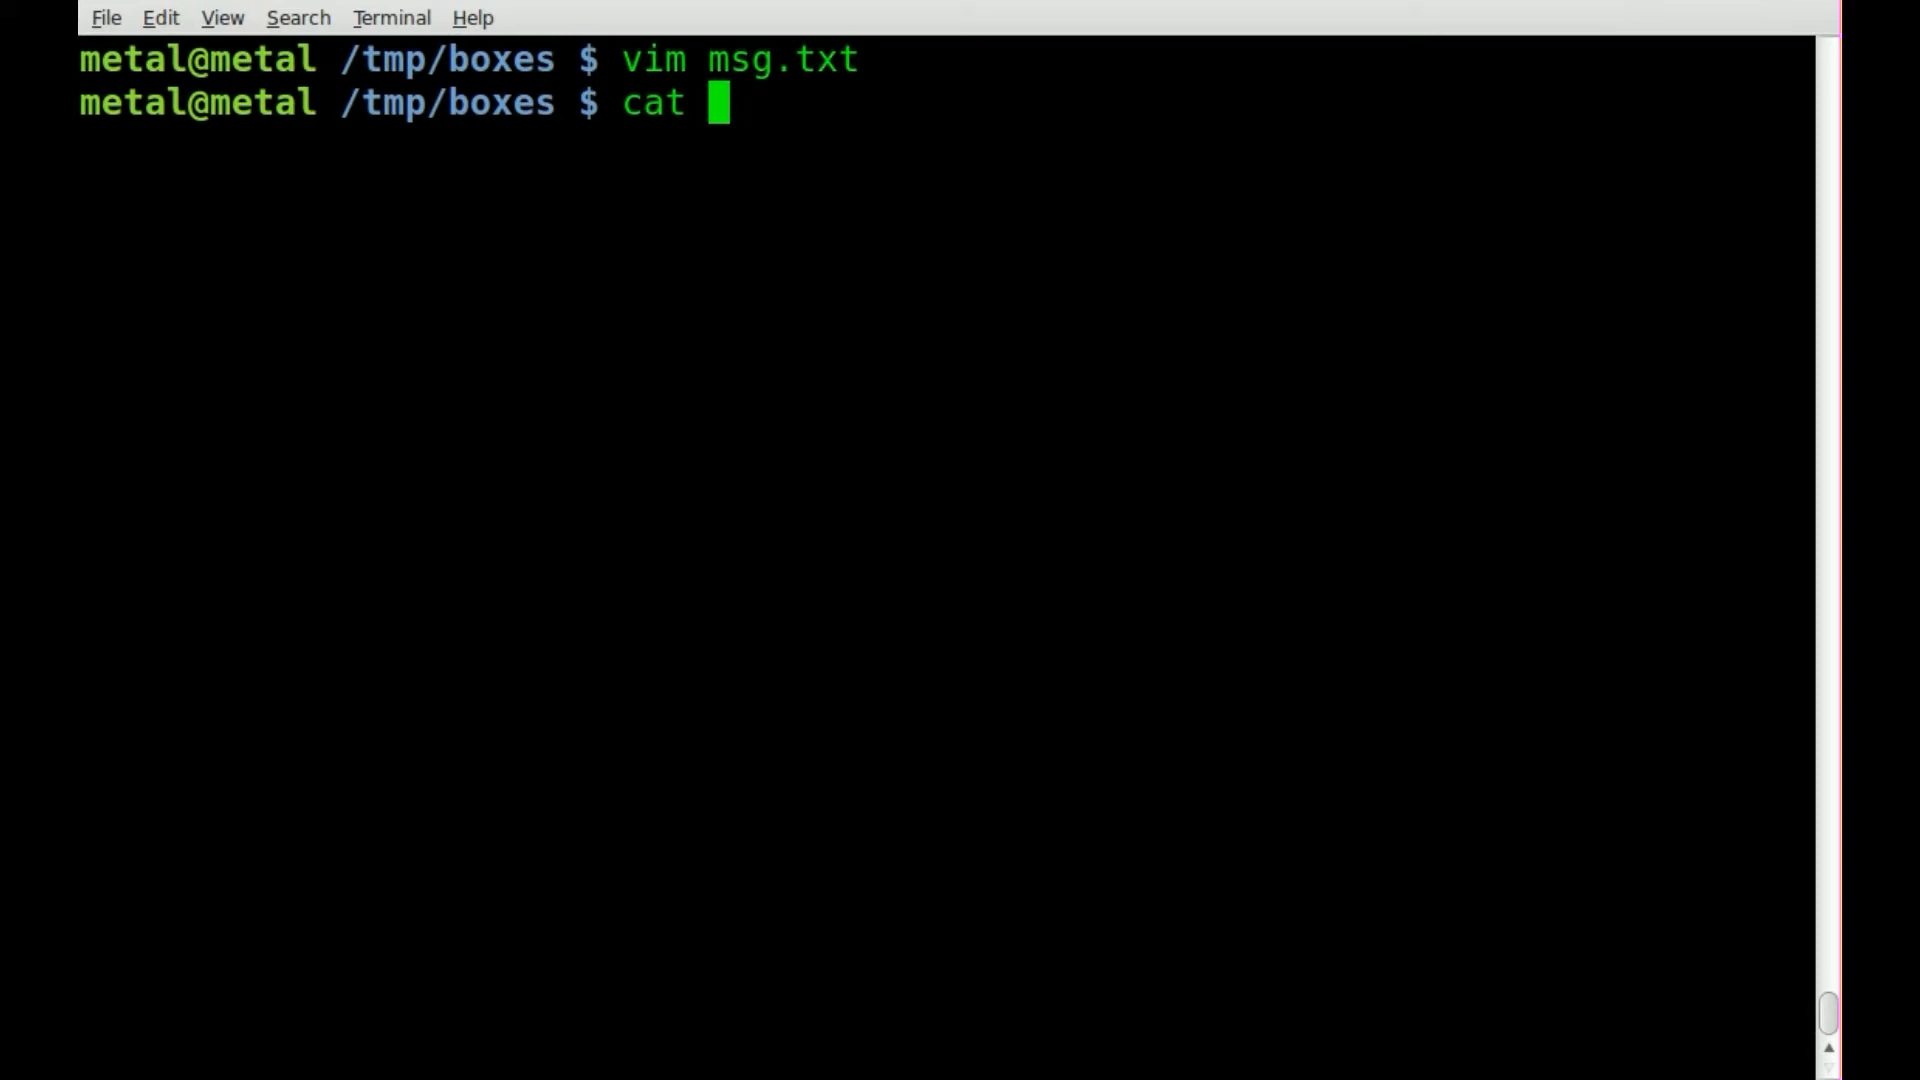 File Edit View Search Terminal Help
metal@metal /tmp/boxes $ vim msg.txt
metal@metal /tmp/boxes $ cat